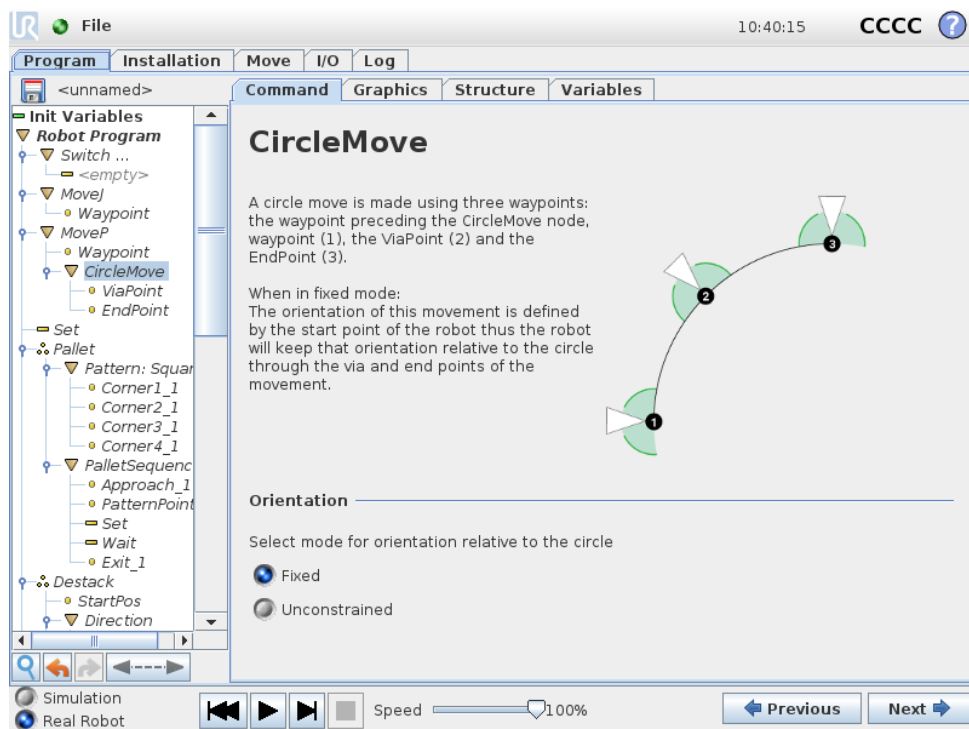 UR File 10:40:15 CCCC ?
Program Installation Move I/O Log
<unnamed>
Command Graphics Structure Variables
Init Variables
Robot Program
Switch ...
<empty>
MoveJ
Waypoint
MoveP
Waypoint
CircleMove
ViaPoint
EndPoint
Set
Pallet
Pattern: Squar
Corner1_1
Corner2_1
Corner3_1
Corner4_1
PalletSequenc
Approach_1
PatternPoint
Set
Wait
Exit_1
Destack
StartPos
Direction
CircleMove
A circle move is made using three waypoints:
the waypoint preceding the CircleMove node,
waypoint (1), the ViaPoint (2) and the
EndPoint (3).
When in fixed mode:
The orientation of this movement is defined
by the start point of the robot thus the robot
will keep that orientation relative to the circle
through the via and end points of the
movement.
3
2
1
Orientation
Select mode for orientation relative to the circle
Fixed
Unconstrained
Simulation
Real Robot
Speed 100%
Previous Next